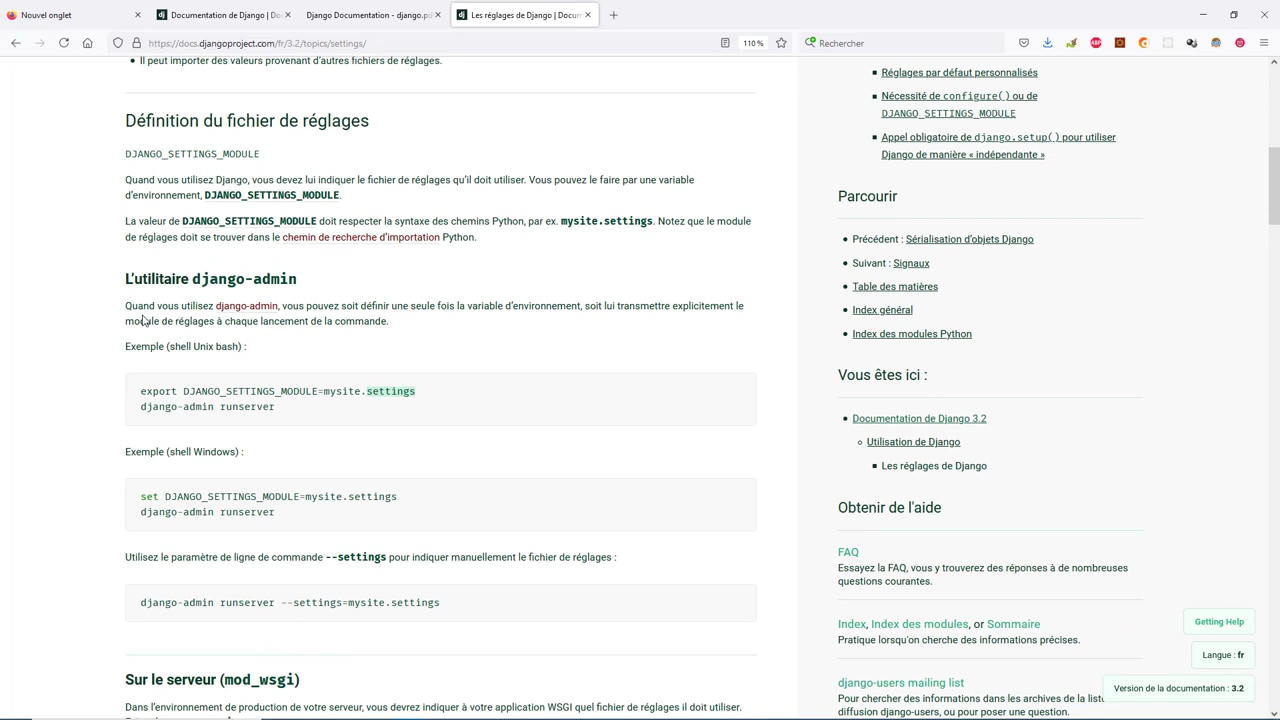 Nouvel onglet
Documentation de Django | Do
Django Documentation - django.pd
Les réglages de Django | Docum
https://docs.djangoproject.com/fr/3.2/topics/settings/
110 %
Rechercher
Il peut importer des valeurs provenant d'autres fichiers de réglages.
Définition du fichier de réglages
DJANGO_SETTINGS_MODULE
Quand vous utilisez Django, vous devez lui indiquer le fichier de réglages qu'il doit utiliser. Vous pouvez le faire par une variable
d'environnement, DJANGO_SETTINGS_MODULE.
La valeur de DJANGO_SETTINGS_MODULE doit respecter la syntaxe des chemins Python, par ex. mysite.settings. Notez que le module
de réglages doit se trouver dans le chemin de recherche d'importation Python.
L'utilitaire django-admin
Quand vous utilisez django-admin, vous pouvez soit définir une seule fois la variable d'environnement, soit lui transmettre explicitement le
module de réglages à chaque lancement de la commande.
Exemple (shell Unix bash) :
export DJANGO_SETTINGS_MODULE=mysite.settings
django-admin runserver
Exemple (shell Windows) :
set DJANGO_SETTINGS_MODULE=mysite.settings
django-admin runserver
Utilisez le paramètre de ligne de commande --settings pour indiquer manuellement le fichier de réglages :
django-admin runserver --settings=mysite.settings
Sur le serveur (mod_wsgi)
Dans l'environnement de production de votre serveur, vous devrez indiquer à votre application WSGI quel fichier de réglages il doit utiliser.
Réglages par défaut personnalisés
Nécessité de configure() ou de
DJANGO_SETTINGS_MODULE
Appel obligatoire de django.setup() pour utiliser
Django de manière « indépendante »
Parcourir
Précédent : Sérialisation d'objets Django
Suivant : Signaux
Table des matières
Index général
Index des modules Python
Vous êtes ici :
Documentation de Django 3.2
Utilisation de Django
Les réglages de Django
Obtenir de l'aide
FAQ
Essayez la FAQ, vous y trouverez des réponses à de nombreuses
questions courantes.
Index, Index des modules, or Sommaire
Pratique lorsqu'on cherche des informations précises.
django-users mailing list
Pour chercher des informations dans les archives de la liste
diffusion django-users, ou pour poser une question.
Getting Help
Langue : fr
Version de la documentation : 3.2